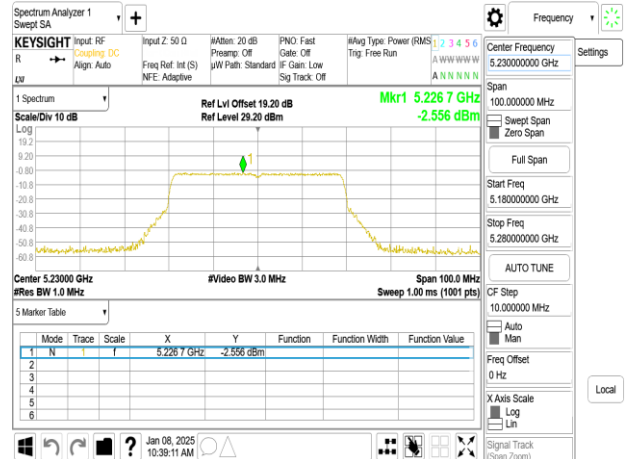 Spectrum Analyzer 1
Swept SA
Frequency
KEYSIGHT
R
Input: RF
Coupling: DC
Align: Auto
Input Z: 50 Ω
Freq Ref: Int (S)
NFE: Adaptive
#Atten: 20 dB
Preamp: Off
µW Path: Standard
PNO: Fast
Gate: Off
IF Gain: Low
Sig Track: Off
#Avg Type: Power (RMS
Trig: Free Run
1 2 3 4 5 6
A W W W W W
A N N N N N
Center Frequency
5.230000000 GHz
Settings
Span
100.000000 MHz
Swept Span
Zero Span
Full Span
Start Freq
5.180000000 GHz
Stop Freq
5.280000000 GHz
AUTO TUNE
CF Step
10.000000 MHz
Auto
Man
Freq Offset
0 Hz
X Axis Scale
Log
Lin
Signal Track
(Span Zoom)
Local
1 Spectrum
Scale/Div 10 dB
Ref Lvl Offset 19.20 dB
Ref Level 29.20 dBm
Mkr1 5.226 7 GHz
-2.556 dBm
Log
19.2
9.20
-0.80
-10.8
-20.8
-30.8
-40.8
-50.8
-60.8
1
Center 5.23000 GHz
#Res BW 1.0 MHz
#Video BW 3.0 MHz
Span 100.0 MHz
Sweep 1.00 ms (1001 pts)
5 Marker Table
Mode Trace Scale X Y Function Function Width Function Value
1 N 1 f 5.226 7 GHz -2.556 dBm
2
3
4
5
6
?
Jan 08, 2025
10:39:11 AM